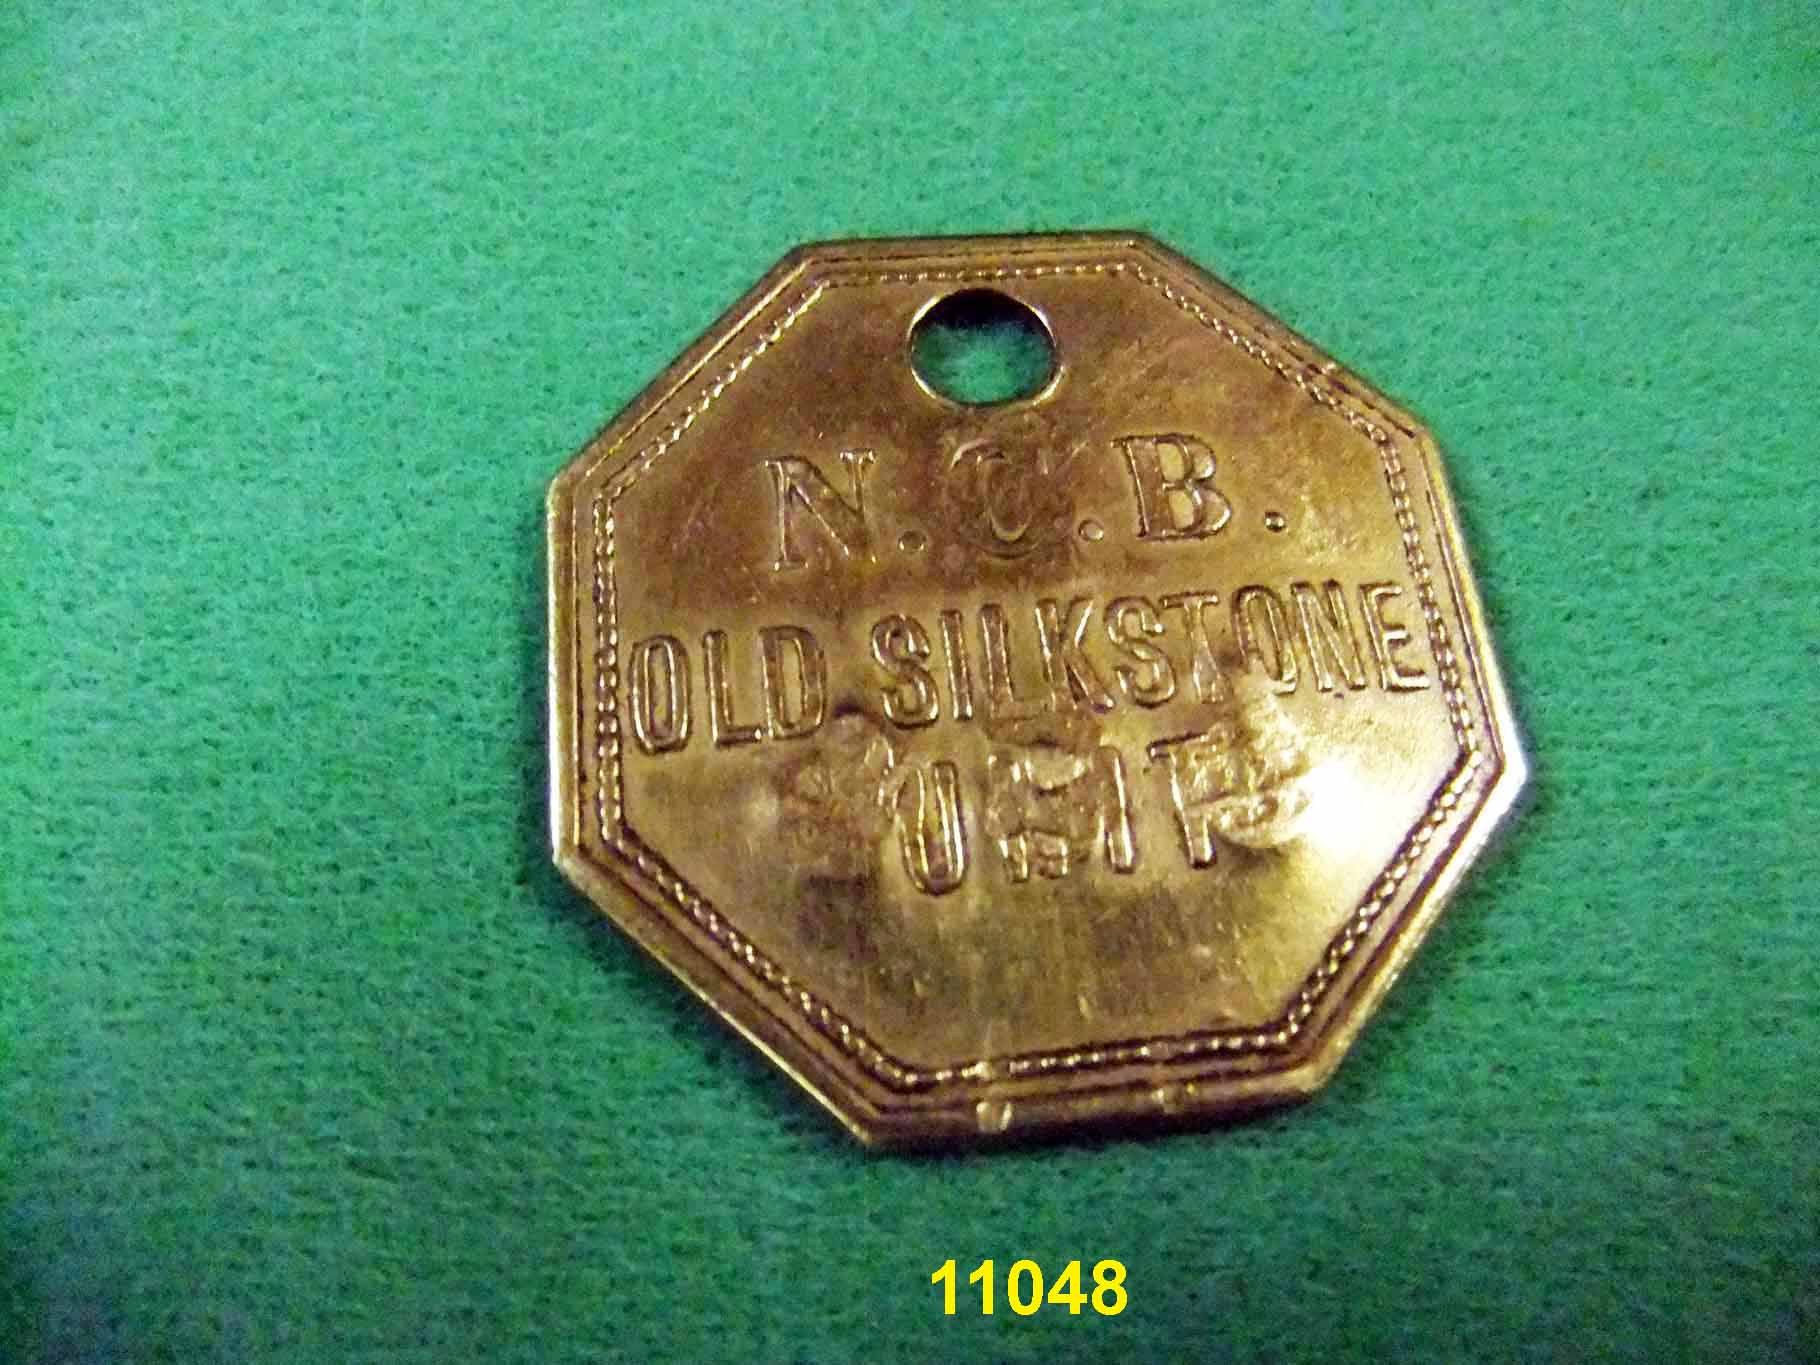 N.C.B.
OLD SILKSTONE
UNIT
11048